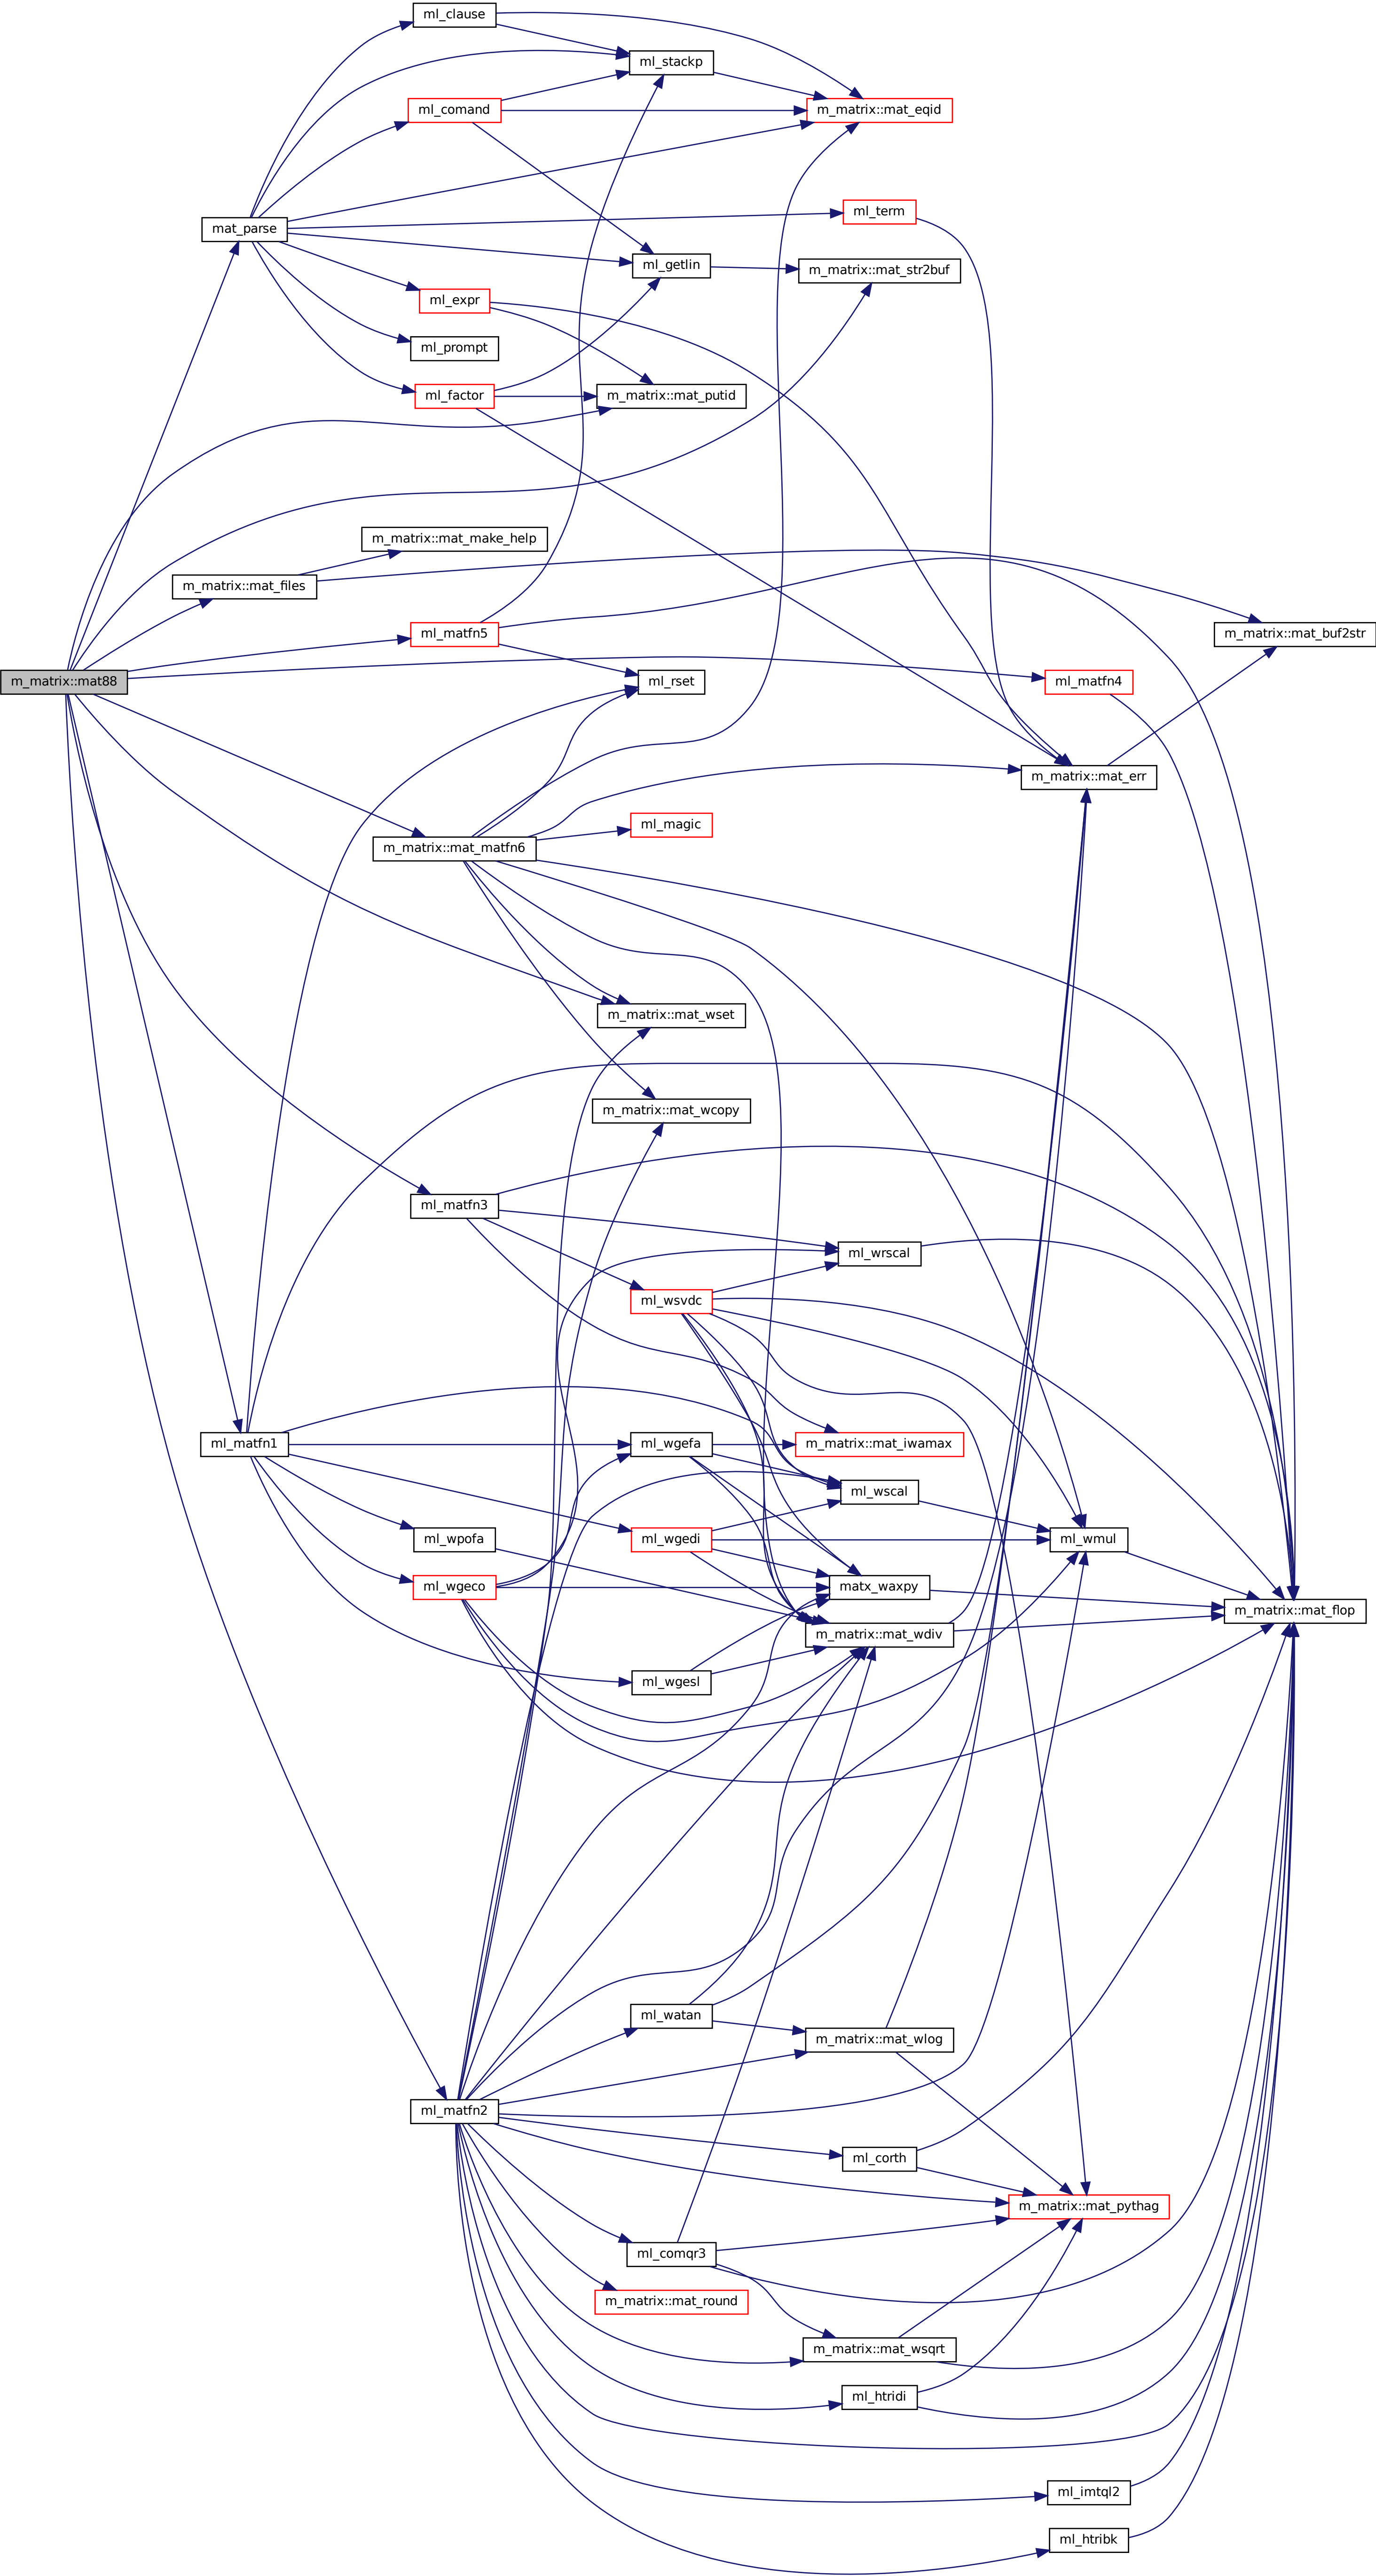 ml_clause
ml_stackp
ml_comand
m_matrix::mat_eqid
ml_term
mat_parse
ml_getlin
m_matrix::mat_str2buf
ml_expr
ml_prompt
ml_factor
m_matrix::mat_putid
m_matrix::mat_make_help
m_matrix::mat_files
ml_matfn5
m_matrix::mat_buf2str
m_matrix::mat88
ml_rset
ml_matfn4
m_matrix::mat_err
ml_magic
m_matrix::mat_matfn6
m_matrix::mat_wset
m_matrix::mat_wcopy
ml_matfn3
ml_wrscal
ml_wsvdc
ml_matfn1
ml_wgefa
m_matrix::mat_iwamax
ml_wscal
ml_wpofa
ml_wgedi
ml_wmul
ml_wgeco
matx_waxpy
m_matrix::mat_flop
m_matrix::mat_wdiv
ml_wgesl
ml_watan
m_matrix::mat_wlog
ml_matfn2
ml_corth
m_matrix::mat_pythag
ml_comqr3
m_matrix::mat_round
m_matrix::mat_wsqrt
ml_htridi
ml_imtql2
ml_htribk